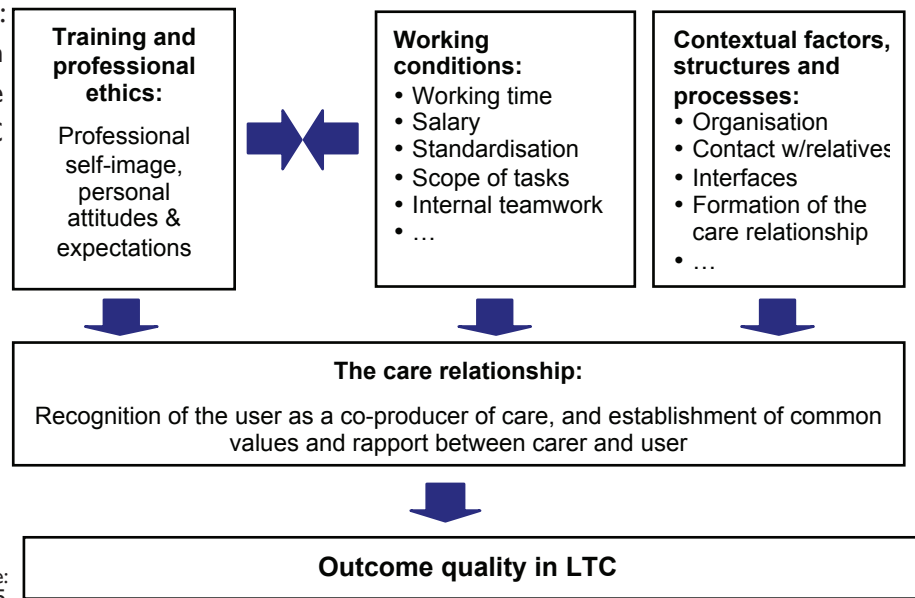 Training and
professional
ethics:
Professional
self-image,
personal
attitudes &
expectations
Working
conditions:
• Working time
• Salary
• Standardisation
• Scope of tasks
• Internal teamwork
• …
Contextual factors,
structures and
processes:
• Organisation
• Contact w/relatives
• Interfaces
• Formation of the
care relationship
• …
The care relationship:
Recognition of the user as a co-producer of care, and establishment of common
values and rapport between carer and user
Outcome quality in LTC